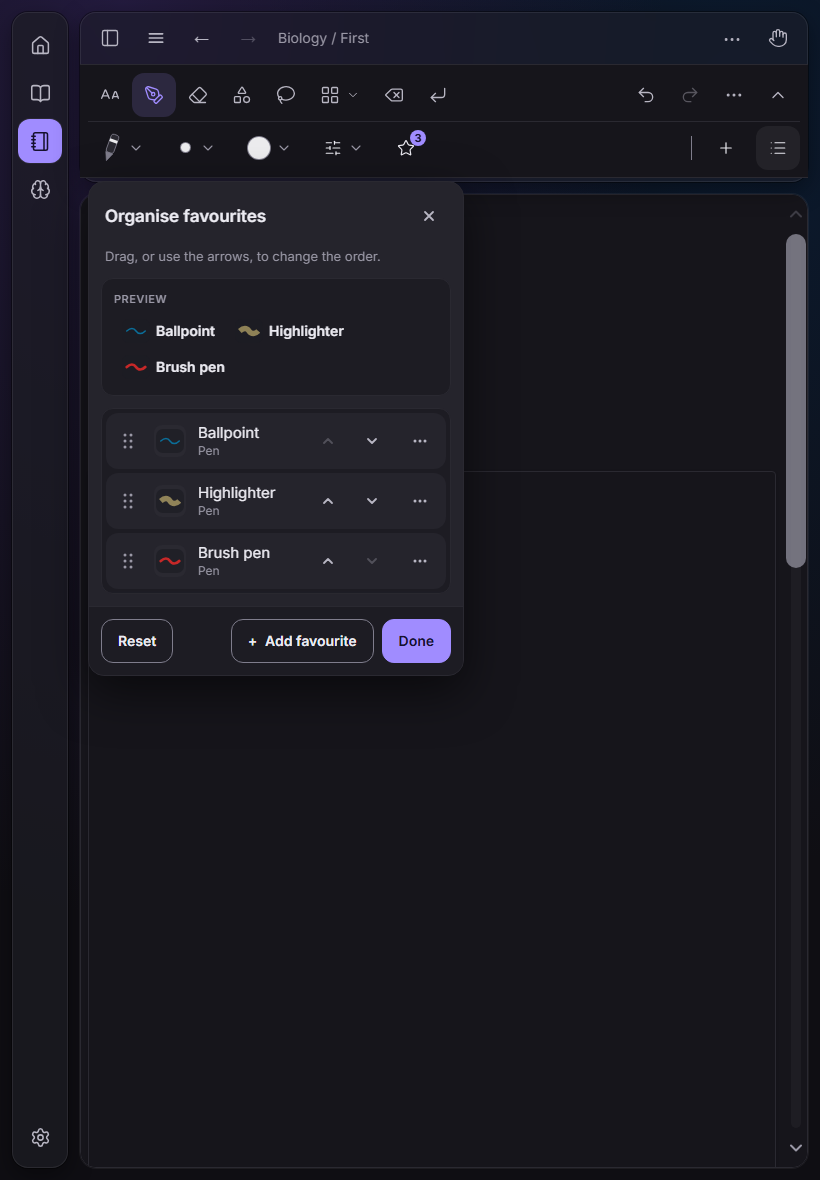 Biology / First
AA
3
Organise favourites
Drag, or use the arrows, to change the order.
PREVIEW
Ballpoint
Highlighter
Brush pen
Ballpoint
Pen
Highlighter
Pen
Brush pen
Pen
Reset
+ Add favourite
Done